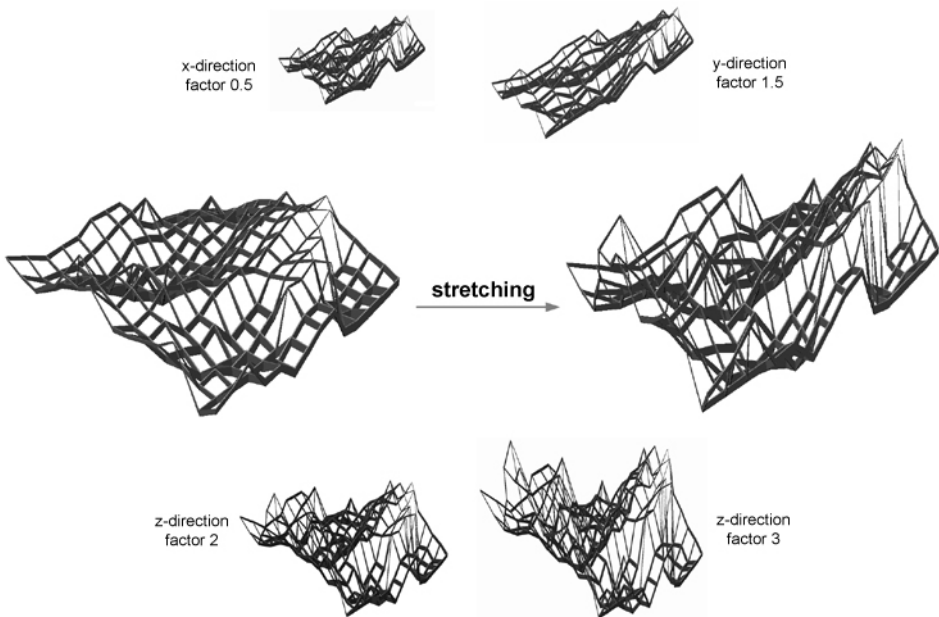 x-direction
factor 0.5
y-direction
factor 1.5
stretching
z-direction
factor 2
z-direction
factor 3